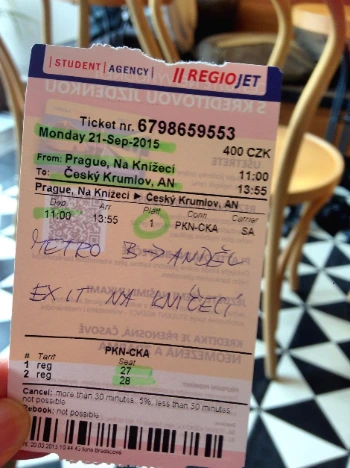 STUDENT AGENCY REGIOJET
Ticket nr. 6798659553
Monday 21-Sep-2015 400 CZK
From: Prague, Na Knížecí 11:00
To: Český Krumlov, AN 13:55
Prague, Na Knížecí ► Český Krumlov, AN
Dep. Arr. Platf. Conn. Carrier
11:00 13:55 1 PKN-CKA SA
METRO B > ANDĚL
EXIT NA KNÍŽECÍ
PKN-CKA
# Tarif Seat
1 reg 27
2 reg 28
Cancel: more than 30 minutes, 5%, less than 30 minutes,
not possible
Rebook: not possible